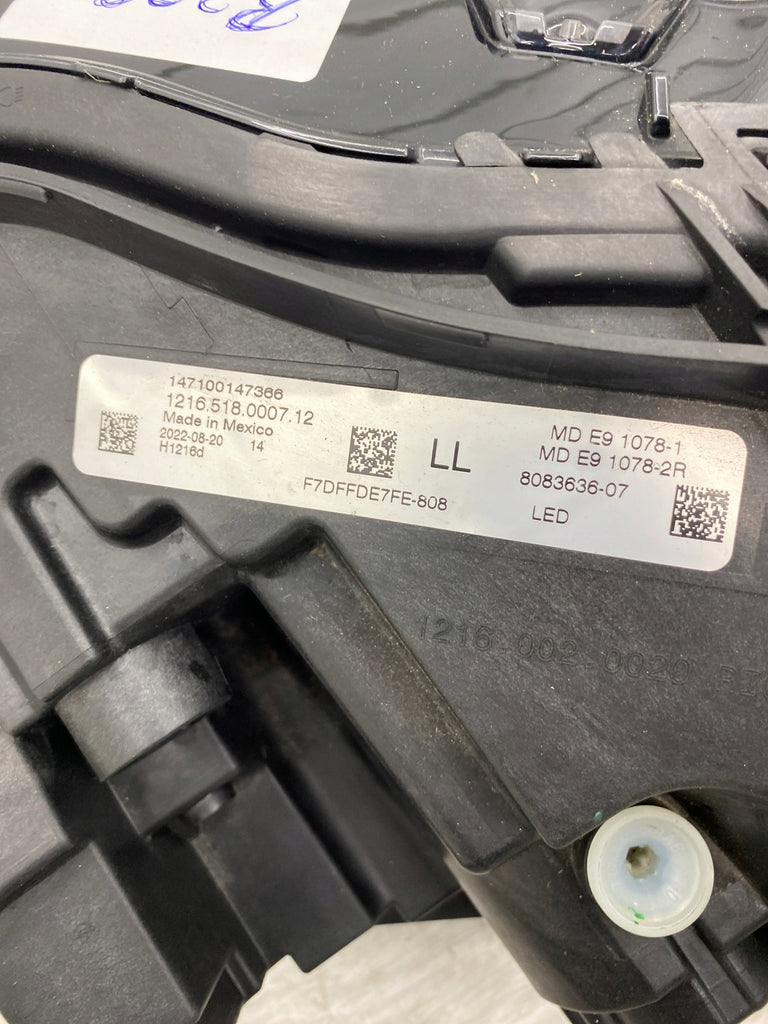 147100147366
1216.518.0007.12
Made in Mexico
2022-08-20 14
H1216d
F7DFFDE7FE-808
LL
MD E9 1078-1
MD E9 1078-2R
8083636-07
LED
1216.002.0020